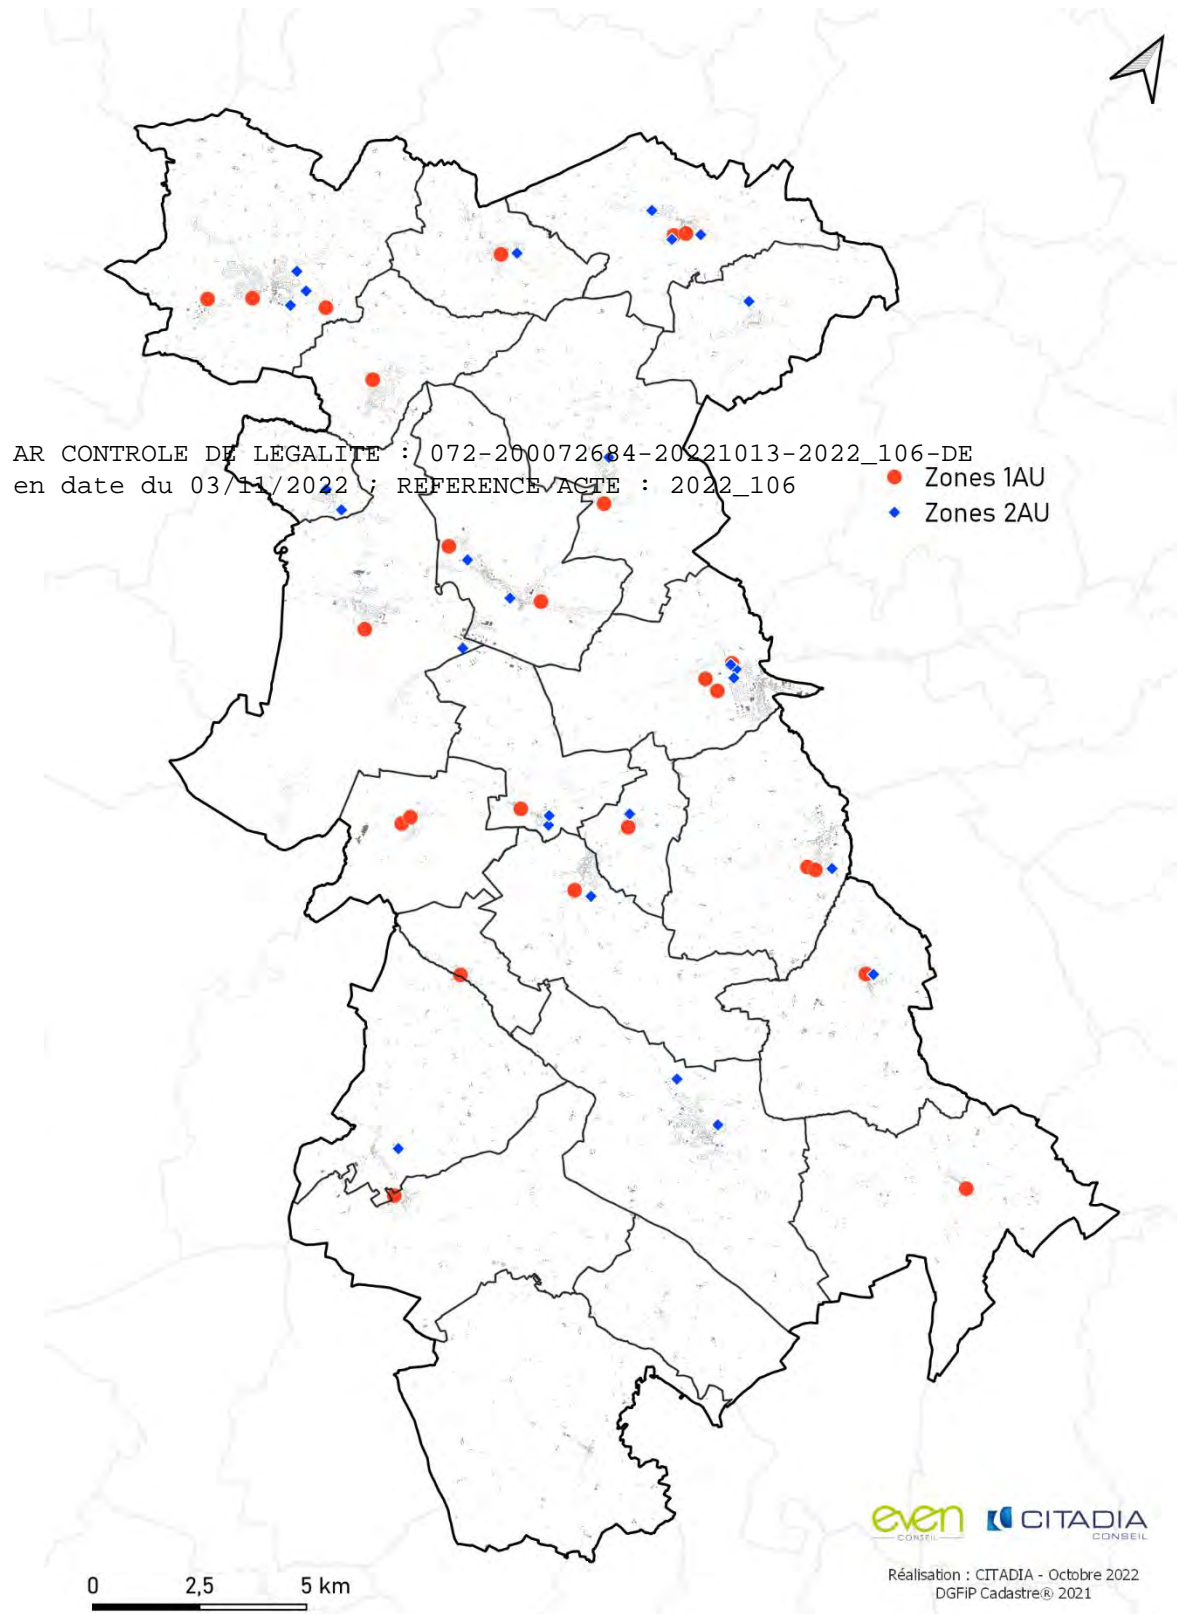 AR CONTROLE DE LEGALITE : 072-200072684-20221013-2022_106-DE
en date du 03/11/2022 ; REFERENCE ACTE : 2022_106
Zones 1AU
Zones 2AU
even
CONSEIL
CITADIA
CONSEIL
Réalisation : CITADIA - Octobre 2022
DGFiP Cadastre® 2021
0 2,5 5 km